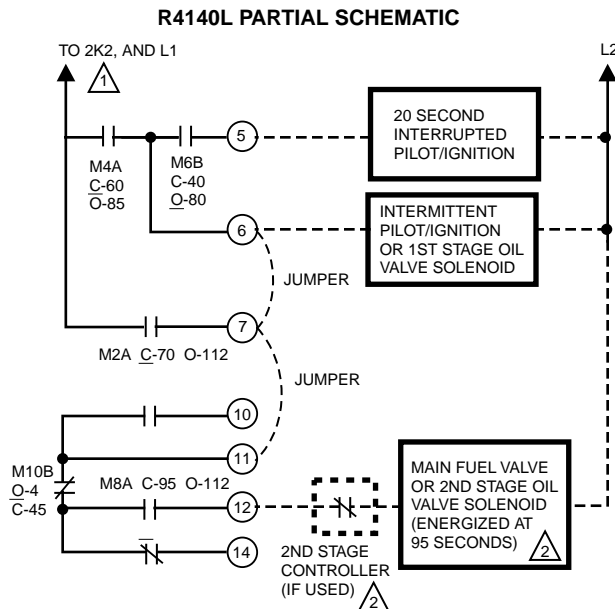 R4140L PARTIAL SCHEMATIC
TO 2K2, AND L1
L2
1
M4A
C-60
O-85
M6B
C-40
O-80
5
20 SECOND
INTERRUPTED
PILOT/IGNITION
6
INTERMITTENT
PILOT/IGNITION
OR 1ST STAGE OIL
VALVE SOLENOID
JUMPER
7
M2A C-70 O-112
JUMPER
10
11
M10B
O-4
C-45
M8A C-95 O-112
12
14
2ND STAGE
CONTROLLER
(IF USED)
2
MAIN FUEL VALVE
OR 2ND STAGE OIL
VALVE SOLENOID
(ENERGIZED AT
95 SECONDS)
2